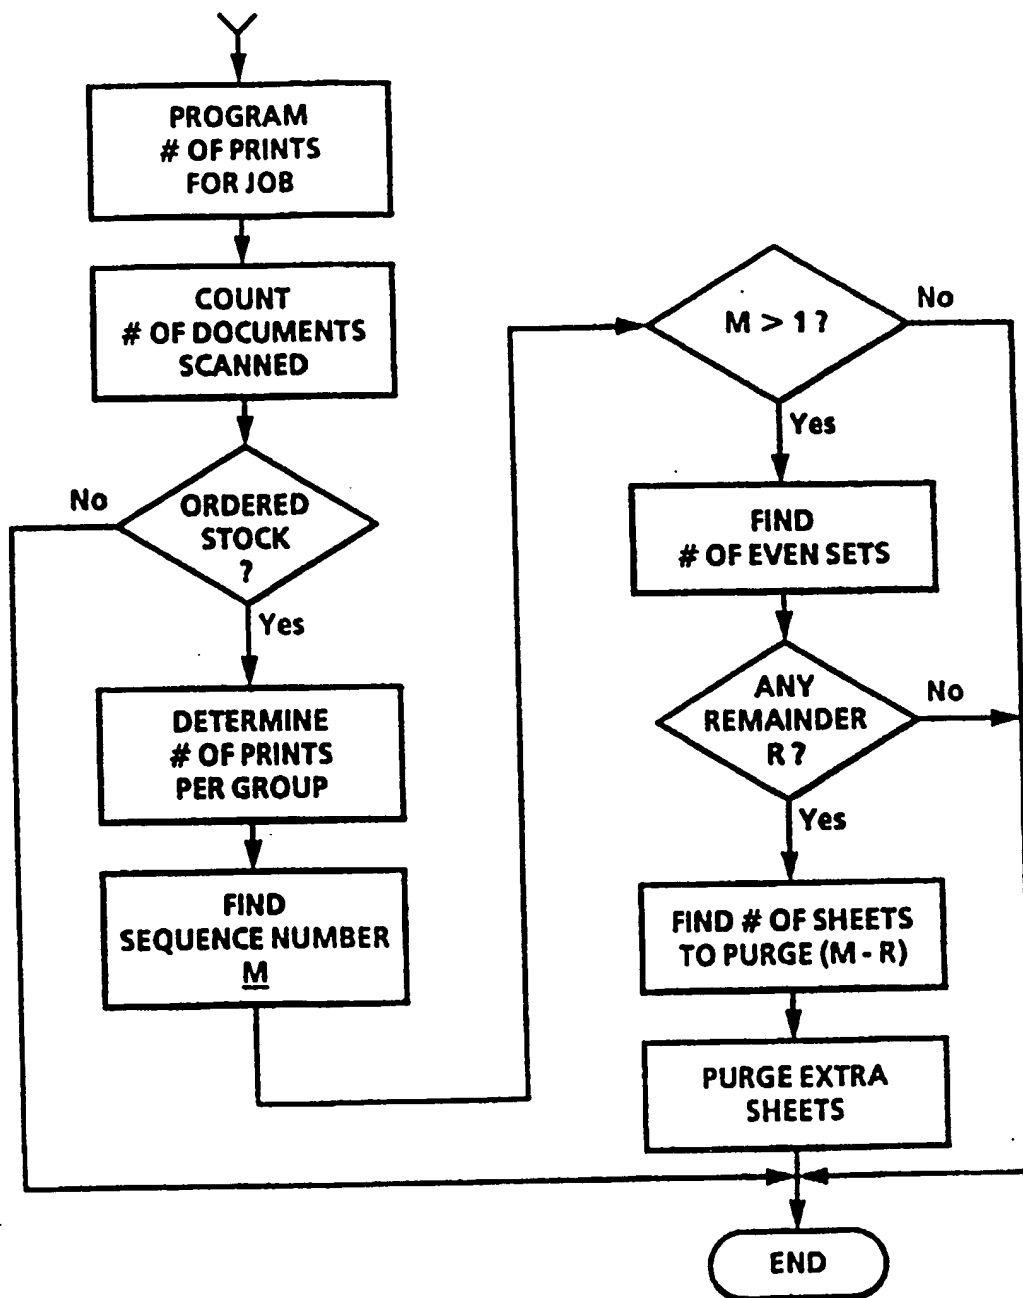 PROGRAM
# OF PRINTS
FOR JOB
COUNT
# OF DOCUMENTS
SCANNED
No
ORDERED
STOCK
?
Yes
DETERMINE
# OF PRINTS
PER GROUP
FIND
SEQUENCE NUMBER
M
M > 1 ?
No
Yes
FIND
# OF EVEN SETS
ANY
REMAINDER
R ?
No
Yes
FIND # OF SHEETS
TO PURGE (M - R)
PURGE EXTRA
SHEETS
END